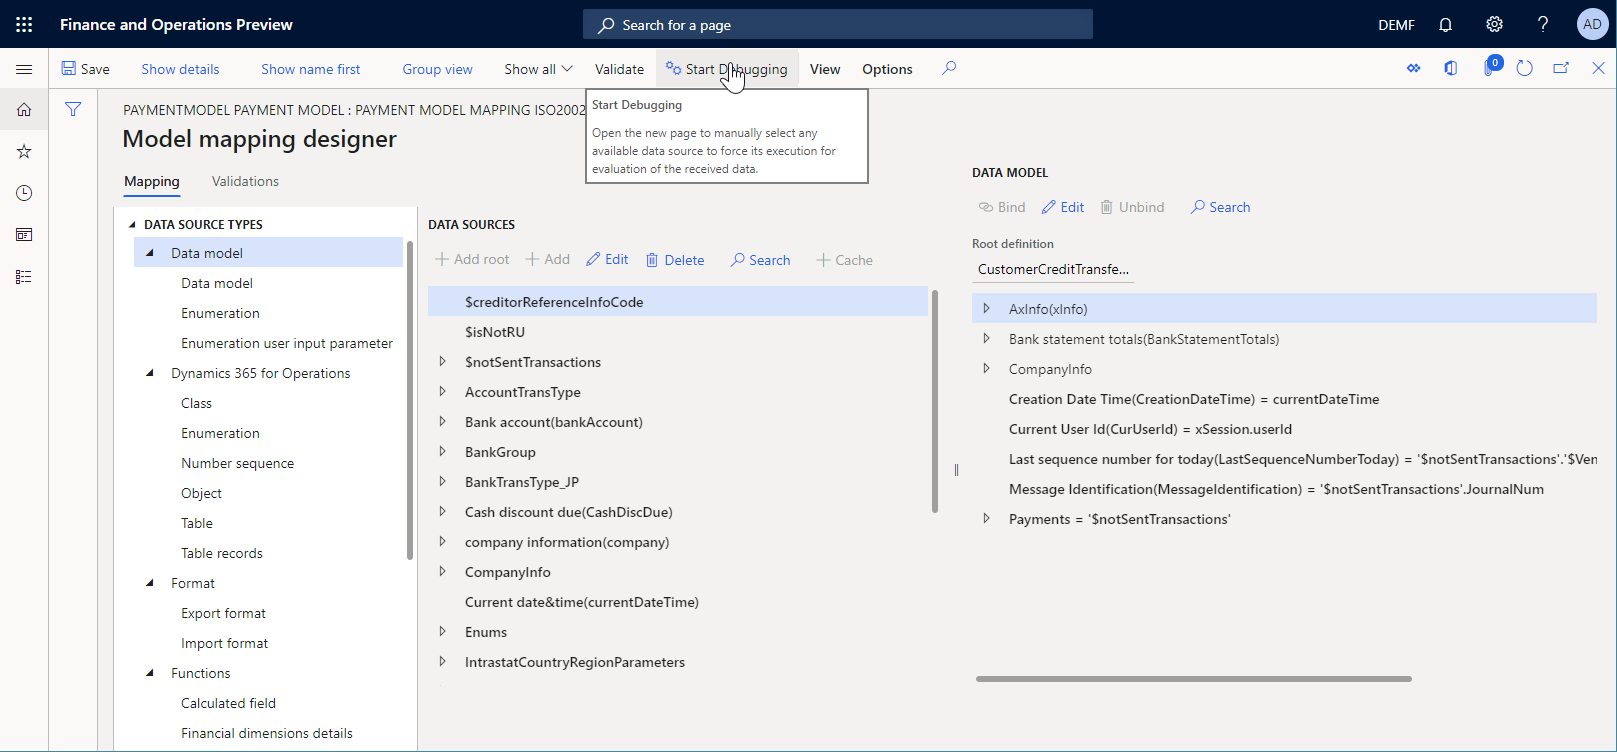 Finance and Operations Preview
Search for a page
DEMF
?
AD
Save
Show details
Show name first
Group view
Show all
Validate
Start Debugging
View
Options
0
PAYMENTMODEL PAYMENT MODEL : PAYMENT MODEL MAPPING ISO2002
Model mapping designer
Start Debugging
Open the new page to manually select any
available data source to force its execution for
evaluation of the received data.
Mapping
Validations
DATA SOURCE TYPES
Data model
Data model
Enumeration
Enumeration user input parameter
Dynamics 365 for Operations
Class
Enumeration
Number sequence
Object
Table
Table records
Format
Export format
Import format
Functions
Calculated field
Financial dimensions details
DATA SOURCES
Add root
Add
Edit
Delete
Search
Cache
$creditorReferenceInfoCode
$isNotRU
$notSentTransactions
AccountTransType
Bank account(bankAccount)
BankGroup
BankTransType_JP
Cash discount due(CashDiscDue)
company information(company)
CompanyInfo
Current date&time(currentDateTime)
Enums
IntrastatCountryRegionParameters
DATA MODEL
Bind
Edit
Unbind
Search
Root definition
CustomerCreditTransfe...
AxInfo(xInfo)
Bank statement totals(BankStatementTotals)
CompanyInfo
Creation Date Time(CreationDateTime) = currentDateTime
Current User Id(CurUserId) = xSession.userId
Last sequence number for today(LastSequenceNumberToday) = '$notSentTransactions'.'$Ven
Message Identification(MessageIdentification) = '$notSentTransactions'.JournalNum
Payments = '$notSentTransactions'